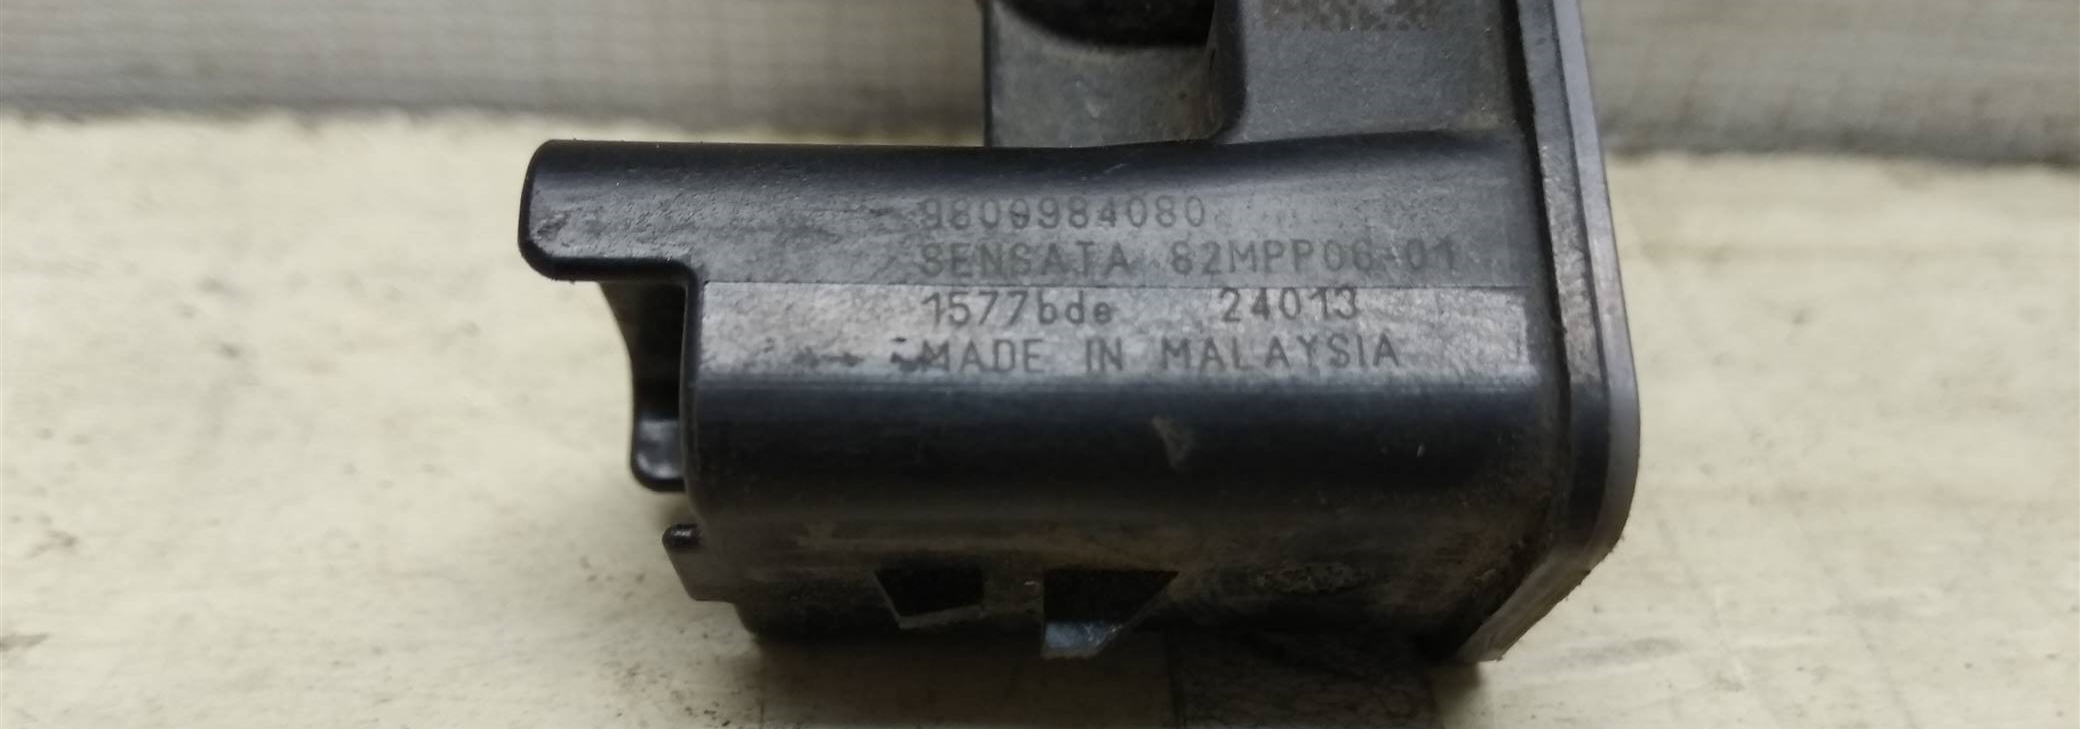 9809984080
SENSATA 82MPP06-01
1577bde 24013
MADE IN MALAYSIA